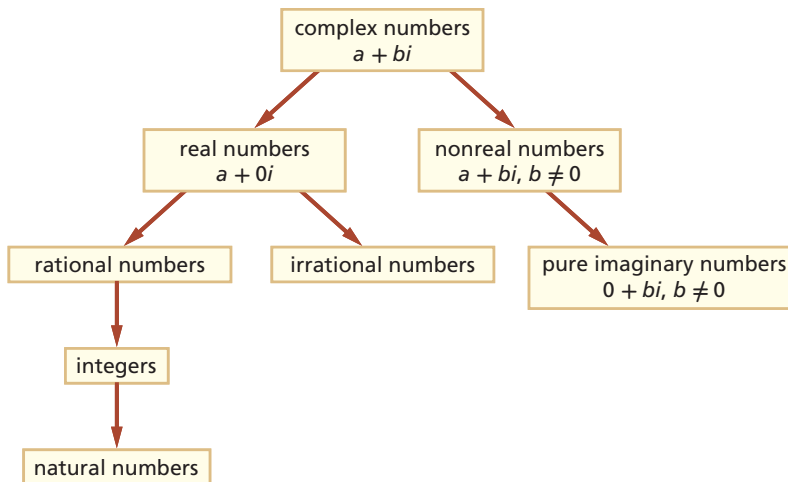 complex numbers
a + bi
real numbers
a + 0i
nonreal numbers
a + bi, b ≠ 0
rational numbers
irrational numbers
pure imaginary numbers
0 + bi, b ≠ 0
integers
natural numbers